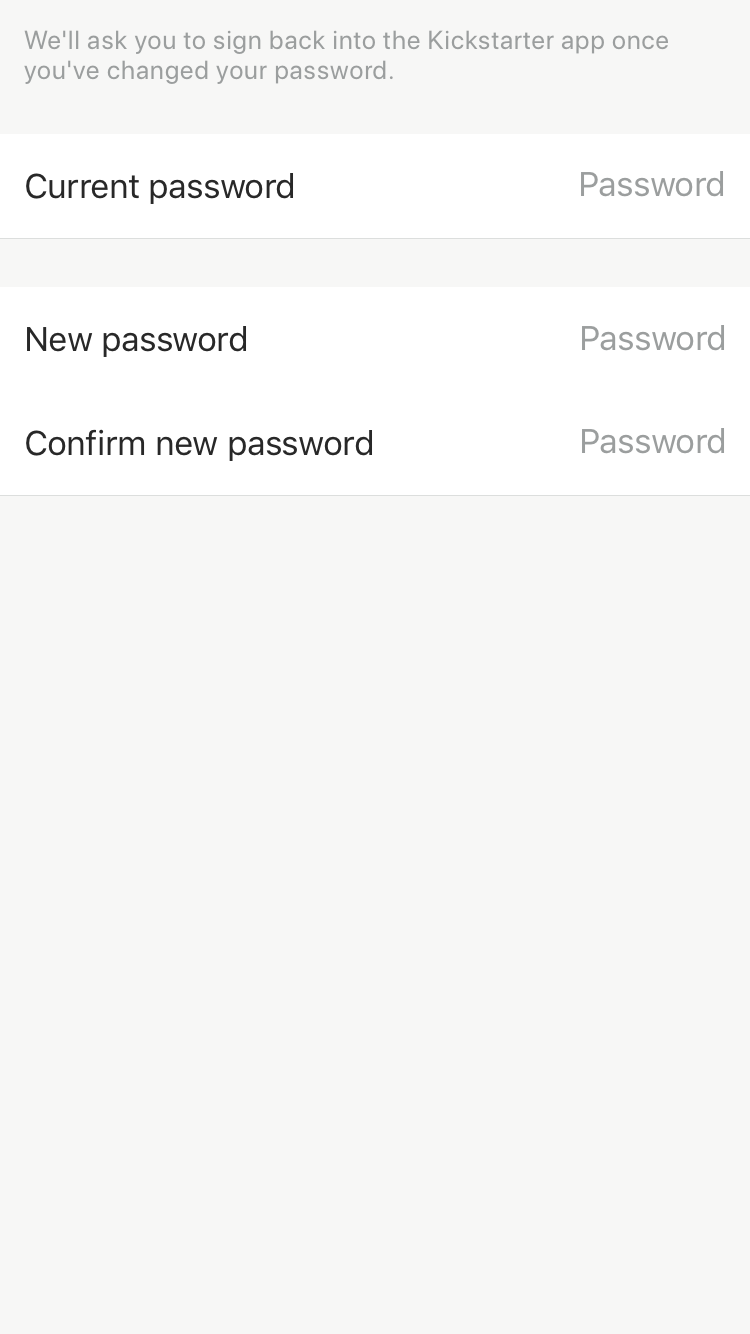 We'll ask you to sign back into the Kickstarter app once
you've changed your password.
Current password Password
New password Password
Confirm new password Password